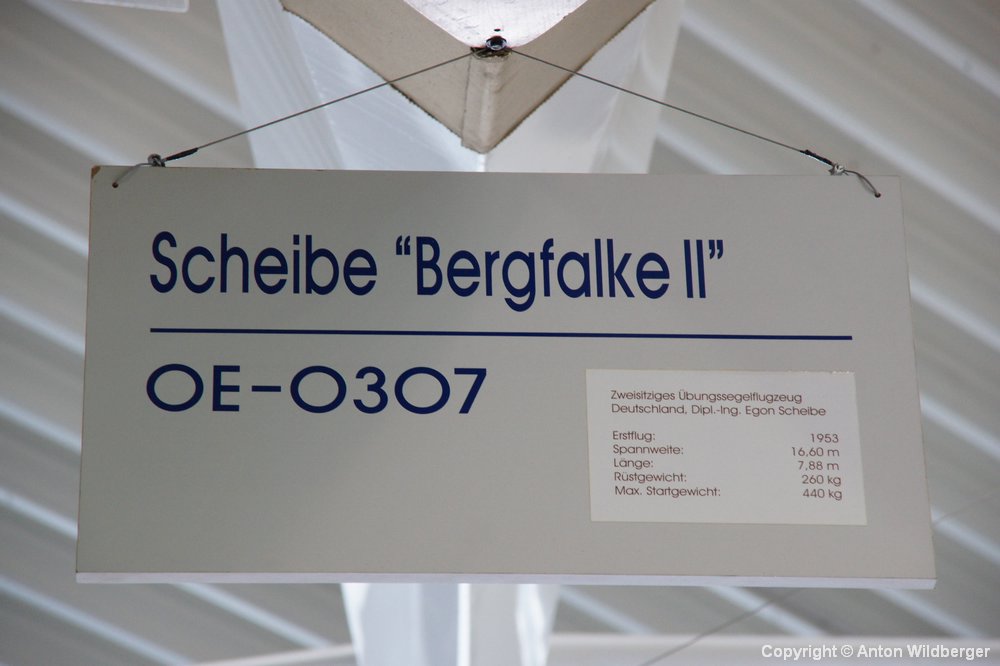 Scheibe “Bergfalke II”
OE-0307
Zweisitziges Übungssegelflugzeug
Deutschland, Dipl.-Ing. Egon Scheibe
Erstflug: 1953
Spannweite: 16,60 m
Länge: 7,88 m
Rüstgewicht: 260 kg
Max. Startgewicht: 440 kg
Copyright © Anton Wildberger